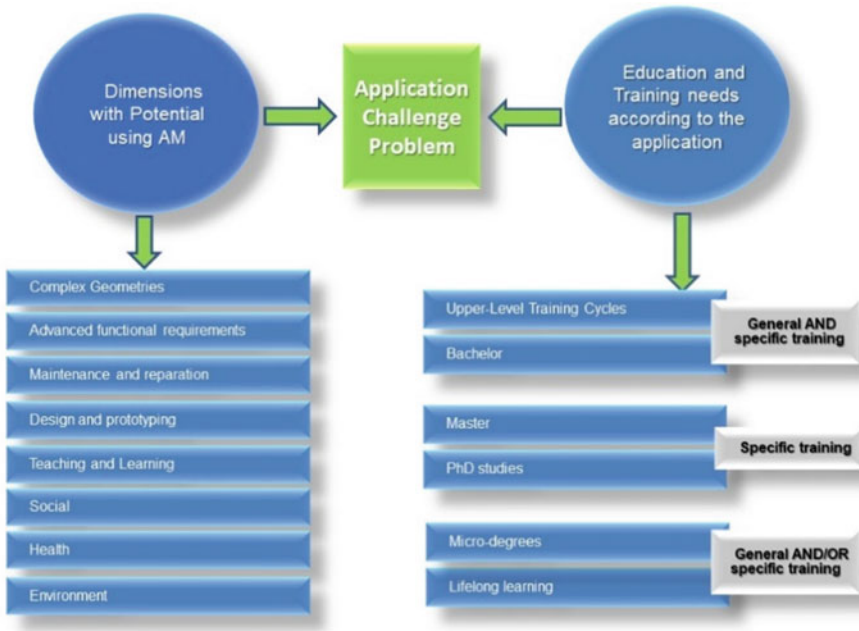 Dimensions
with Potential
using AM
Application
Challenge
Problem
Education and
Training needs
according to the
application
Complex Geometries
Advanced functional requirements
Maintenance and reparation
Design and prototyping
Teaching and Learning
Social
Health
Environment
Upper-Level Training Cycles
Bachelor
General AND
specific training
Master
PhD studies
Specific training
Micro-degrees
Lifelong learning
General AND/OR
specific training